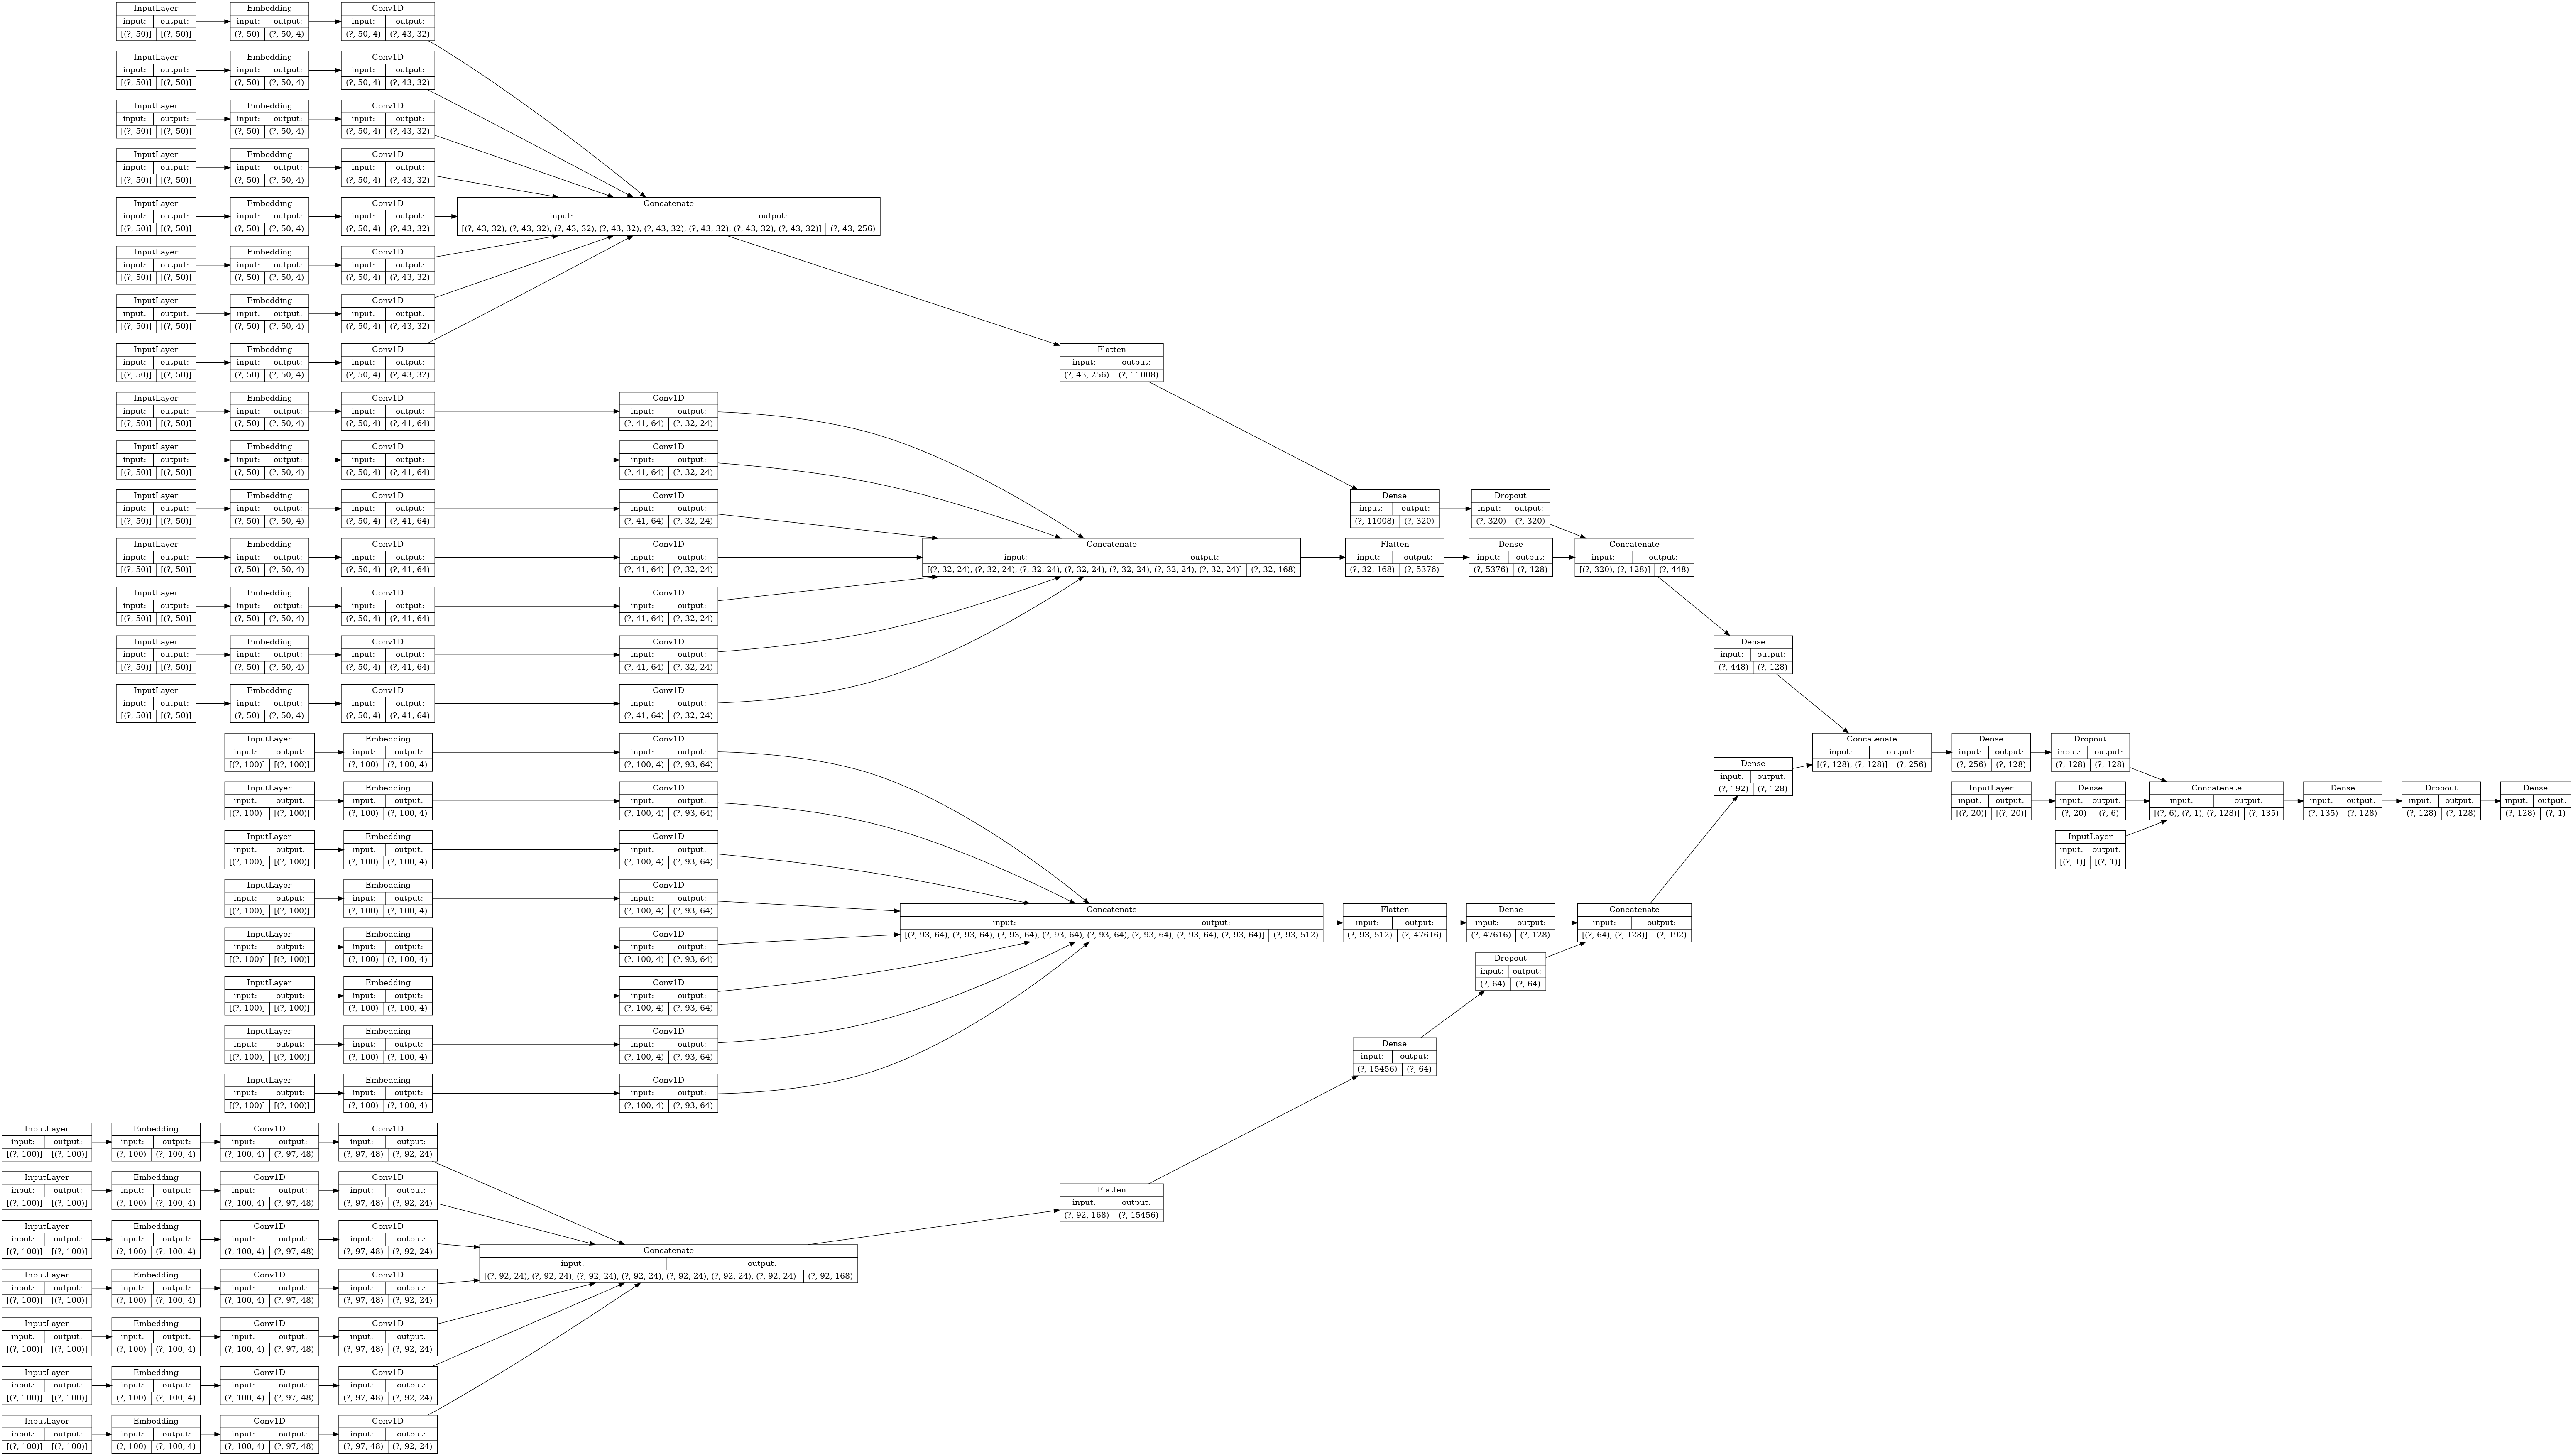 InputLayer Embedding Conv1D
input: output: input: output: input: output:
[(?, 50)] [(?, 50)] (?, 50) (?, 50, 4) (?, 50, 4) (?, 43, 32)
InputLayer Embedding Conv1D
input: output: input: output: input: output:
[(?, 50)] [(?, 50)] (?, 50) (?, 50, 4) (?, 50, 4) (?, 43, 32)
InputLayer Embedding Conv1D
input: output: input: output: input: output:
[(?, 50)] [(?, 50)] (?, 50) (?, 50, 4) (?, 50, 4) (?, 43, 32)
InputLayer Embedding Conv1D
input: output: input: output: input: output:
[(?, 50)] [(?, 50)] (?, 50) (?, 50, 4) (?, 50, 4) (?, 43, 32)
InputLayer Embedding Conv1D Concatenate
input: output: input: output: input: output: input: output:
[(?, 50)] [(?, 50)] (?, 50) (?, 50, 4) (?, 50, 4) (?, 43, 32) [(?, 43, 32), (?, 43, 32), (?, 43, 32), (?, 43, 32), (?, 43, 32), (?, 43, 32), (?, 43, 32), (?, 43, 32)] (?, 43, 256)
InputLayer Embedding Conv1D
input: output: input: output: input: output:
[(?, 50)] [(?, 50)] (?, 50) (?, 50, 4) (?, 50, 4) (?, 43, 32)
InputLayer Embedding Conv1D
input: output: input: output: input: output:
[(?, 50)] [(?, 50)] (?, 50) (?, 50, 4) (?, 50, 4) (?, 43, 32)
InputLayer Embedding Conv1D Flatten
input: output: input: output: input: output: input: output:
[(?, 50)] [(?, 50)] (?, 50) (?, 50, 4) (?, 50, 4) (?, 43, 32) (?, 43, 256) (?, 11008)
InputLayer Embedding Conv1D Conv1D
input: output: input: output: input: output: input: output:
[(?, 50)] [(?, 50)] (?, 50) (?, 50, 4) (?, 50, 4) (?, 41, 64) (?, 41, 64) (?, 32, 24)
InputLayer Embedding Conv1D Conv1D
input: output: input: output: input: output: input: output:
[(?, 50)] [(?, 50)] (?, 50) (?, 50, 4) (?, 50, 4) (?, 41, 64) (?, 41, 64) (?, 32, 24)
InputLayer Embedding Conv1D Conv1D Dense Dropout
input: output: input: output: input: output: input: output: input: output: input: output:
[(?, 50)] [(?, 50)] (?, 50) (?, 50, 4) (?, 50, 4) (?, 41, 64) (?, 41, 64) (?, 32, 24) (?, 11008) (?, 320) (?, 320) (?, 320)
InputLayer Embedding Conv1D Conv1D Concatenate Flatten Dense Concatenate
input: output: input: output: input: output: input: output: input: output: input: output: input: output: input: output:
[(?, 50)] [(?, 50)] (?, 50) (?, 50, 4) (?, 50, 4) (?, 41, 64) (?, 41, 64) (?, 32, 24) [(?, 32, 24), (?, 32, 24), (?, 32, 24), (?, 32, 24), (?, 32, 24), (?, 32, 24), (?, 32, 24)] (?, 32, 168) (?, 32, 168) (?, 5376) (?, 5376) (?, 128) [(?, 320), (?, 128)] (?, 448)
InputLayer Embedding Conv1D Conv1D
input: output: input: output: input: output: input: output:
[(?, 50)] [(?, 50)] (?, 50) (?, 50, 4) (?, 50, 4) (?, 41, 64) (?, 41, 64) (?, 32, 24)
InputLayer Embedding Conv1D Conv1D Dense
input: output: input: output: input: output: input: output: input: output:
[(?, 50)] [(?, 50)] (?, 50) (?, 50, 4) (?, 50, 4) (?, 41, 64) (?, 41, 64) (?, 32, 24) (?, 448) (?, 128)
InputLayer Embedding Conv1D Conv1D
input: output: input: output: input: output: input: output:
[(?, 50)] [(?, 50)] (?, 50) (?, 50, 4) (?, 50, 4) (?, 41, 64) (?, 41, 64) (?, 32, 24)
InputLayer Embedding Conv1D Concatenate Dense Dropout
input: output: input: output: input: output: input: output: input: output: input: output:
[(?, 100)] [(?, 100)] (?, 100) (?, 100, 4) (?, 100, 4) (?, 93, 64) [(?, 128), (?, 128)] (?, 256) (?, 256) (?, 128) (?, 128) (?, 128)
Dense
input: output:
(?, 192) (?, 128)
InputLayer Embedding Conv1D InputLayer Dense Concatenate Dense Dropout Dense
input: output: input: output: input: output: input: output: input: output: input: output: input: output: input: output: input: output:
[(?, 100)] [(?, 100)] (?, 100) (?, 100, 4) (?, 100, 4) (?, 93, 64) [(?, 20)] [(?, 20)] (?, 20) (?, 6) [(?, 6), (?, 1), (?, 128)] (?, 135) (?, 135) (?, 128) (?, 128) (?, 128) (?, 128) (?, 1)
InputLayer Embedding Conv1D InputLayer
input: output: input: output: input: output: input: output:
[(?, 100)] [(?, 100)] (?, 100) (?, 100, 4) (?, 100, 4) (?, 93, 64) [(?, 1)] [(?, 1)]
InputLayer Embedding Conv1D
input: output: input: output: input: output:
[(?, 100)] [(?, 100)] (?, 100) (?, 100, 4) (?, 100, 4) (?, 93, 64)
Concatenate Flatten Dense Concatenate
input: output: input: output: input: output: input: output:
[(?, 93, 64), (?, 93, 64), (?, 93, 64), (?, 93, 64), (?, 93, 64), (?, 93, 64), (?, 93, 64), (?, 93, 64)] (?, 93, 512) (?, 93, 512) (?, 47616) (?, 47616) (?, 128) [(?, 64), (?, 128)] (?, 192)
InputLayer Embedding Conv1D
input: output: input: output: input: output:
[(?, 100)] [(?, 100)] (?, 100) (?, 100, 4) (?, 100, 4) (?, 93, 64)
Dropout
input: output:
(?, 64) (?, 64)
InputLayer Embedding Conv1D
input: output: input: output: input: output:
[(?, 100)] [(?, 100)] (?, 100) (?, 100, 4) (?, 100, 4) (?, 93, 64)
InputLayer Embedding Conv1D
input: output: input: output: input: output:
[(?, 100)] [(?, 100)] (?, 100) (?, 100, 4) (?, 100, 4) (?, 93, 64)
Dense
input: output:
(?, 15456) (?, 64)
InputLayer Embedding Conv1D
input: output: input: output: input: output:
[(?, 100)] [(?, 100)] (?, 100) (?, 100, 4) (?, 100, 4) (?, 93, 64)
InputLayer Embedding Conv1D Conv1D
input: output: input: output: input: output: input: output:
[(?, 100)] [(?, 100)] (?, 100) (?, 100, 4) (?, 100, 4) (?, 97, 48) (?, 97, 48) (?, 92, 24)
InputLayer Embedding Conv1D Conv1D
input: output: input: output: input: output: input: output:
[(?, 100)] [(?, 100)] (?, 100) (?, 100, 4) (?, 100, 4) (?, 97, 48) (?, 97, 48) (?, 92, 24)
Flatten
input: output:
(?, 92, 168) (?, 15456)
InputLayer Embedding Conv1D Conv1D
input: output: input: output: input: output: input: output:
[(?, 100)] [(?, 100)] (?, 100) (?, 100, 4) (?, 100, 4) (?, 97, 48) (?, 97, 48) (?, 92, 24)
Concatenate
input: output:
[(?, 92, 24), (?, 92, 24), (?, 92, 24), (?, 92, 24), (?, 92, 24), (?, 92, 24), (?, 92, 24)] (?, 92, 168)
InputLayer Embedding Conv1D Conv1D
input: output: input: output: input: output: input: output:
[(?, 100)] [(?, 100)] (?, 100) (?, 100, 4) (?, 100, 4) (?, 97, 48) (?, 97, 48) (?, 92, 24)
InputLayer Embedding Conv1D Conv1D
input: output: input: output: input: output: input: output:
[(?, 100)] [(?, 100)] (?, 100) (?, 100, 4) (?, 100, 4) (?, 97, 48) (?, 97, 48) (?, 92, 24)
InputLayer Embedding Conv1D Conv1D
input: output: input: output: input: output: input: output:
[(?, 100)] [(?, 100)] (?, 100) (?, 100, 4) (?, 100, 4) (?, 97, 48) (?, 97, 48) (?, 92, 24)
InputLayer Embedding Conv1D Conv1D
input: output: input: output: input: output: input: output:
[(?, 100)] [(?, 100)] (?, 100) (?, 100, 4) (?, 100, 4) (?, 97, 48) (?, 97, 48) (?, 92, 24)